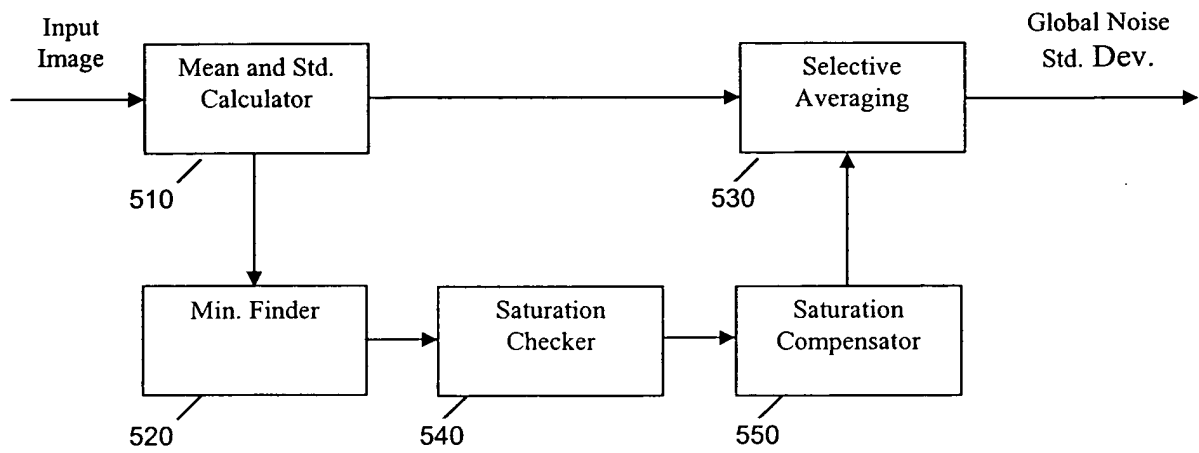 Input
Image
Mean and Std.
Calculator
Selective
Averaging
Global Noise
Std. Dev.
510
530
Min. Finder
Saturation
Checker
Saturation
Compensator
520
540
550